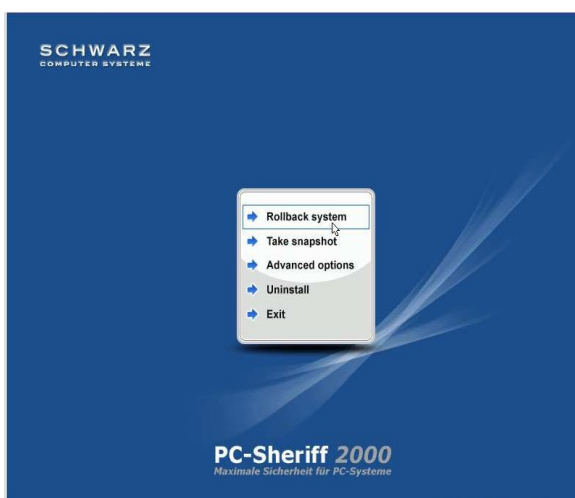 SCHWARZ
COMPUTER SYSTEME
Rollback system
Take snapshot
Advanced options
Uninstall
Exit
PC-Sheriff 2000
Maximale Sicherheit für PC-Systeme